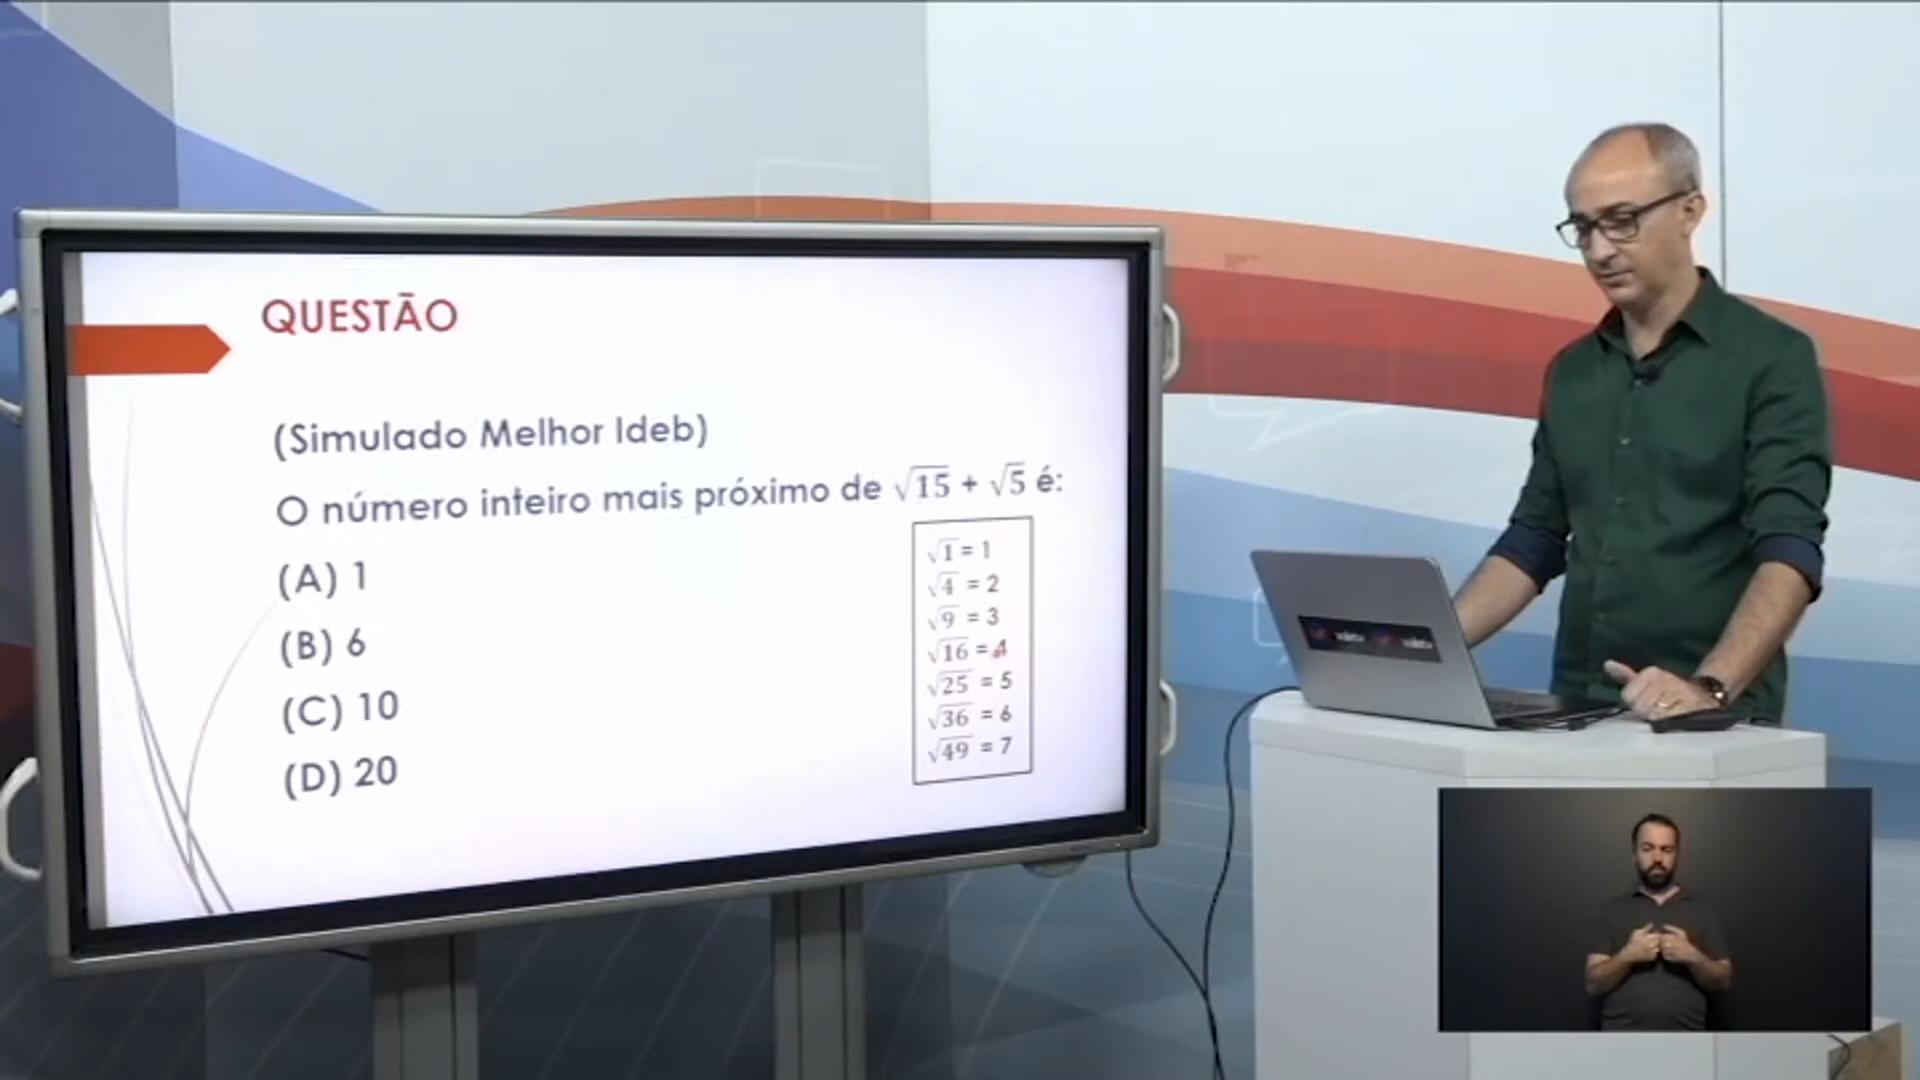 QUESTÃO
(Simulado Melhor Ideb)
O número inteiro mais próximo de √15 + √5 é:
(A) 1
(B) 6
(C) 10
(D) 20
√1 = 1
√4 = 2
√9 = 3
√16 = 4
√25 = 5
√36 = 6
√49 = 7